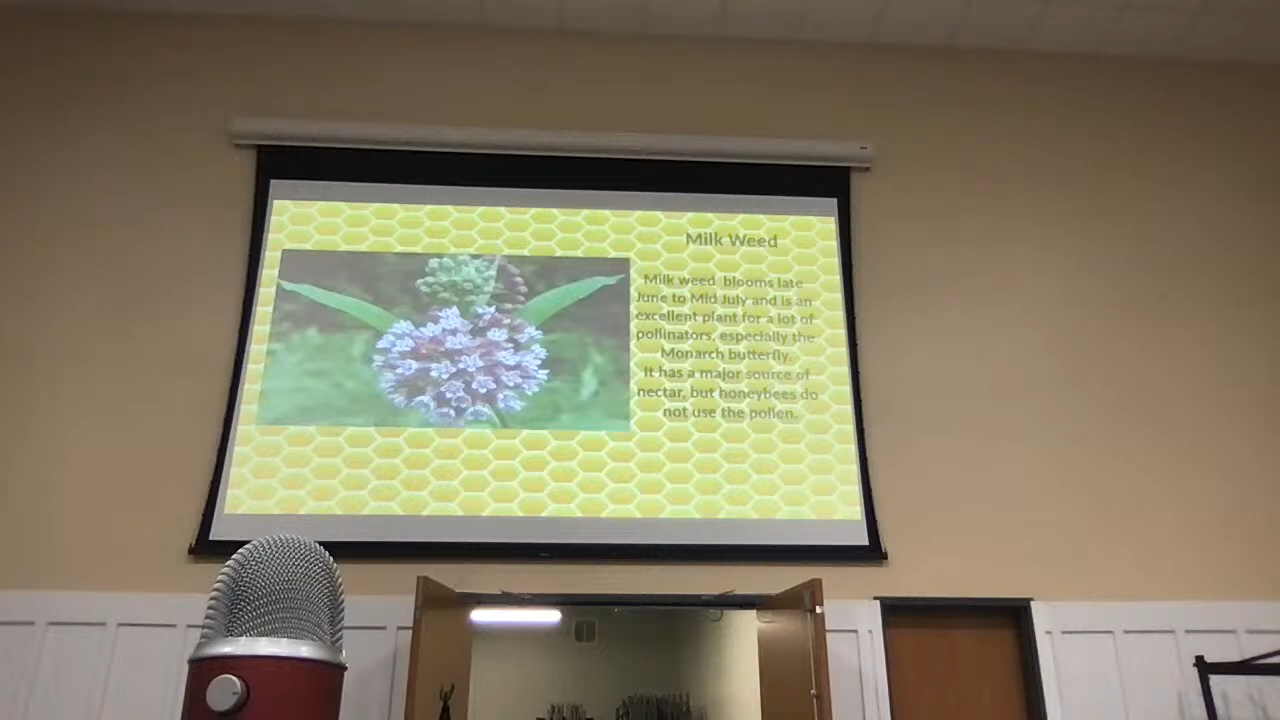 Milk Weed
Milk weed blooms late
June to Mid July and is an
excellent plant for a lot of
pollinators, especially the
Monarch butterfly.
It has a major source of
nectar, but honeybees do
not use the pollen.